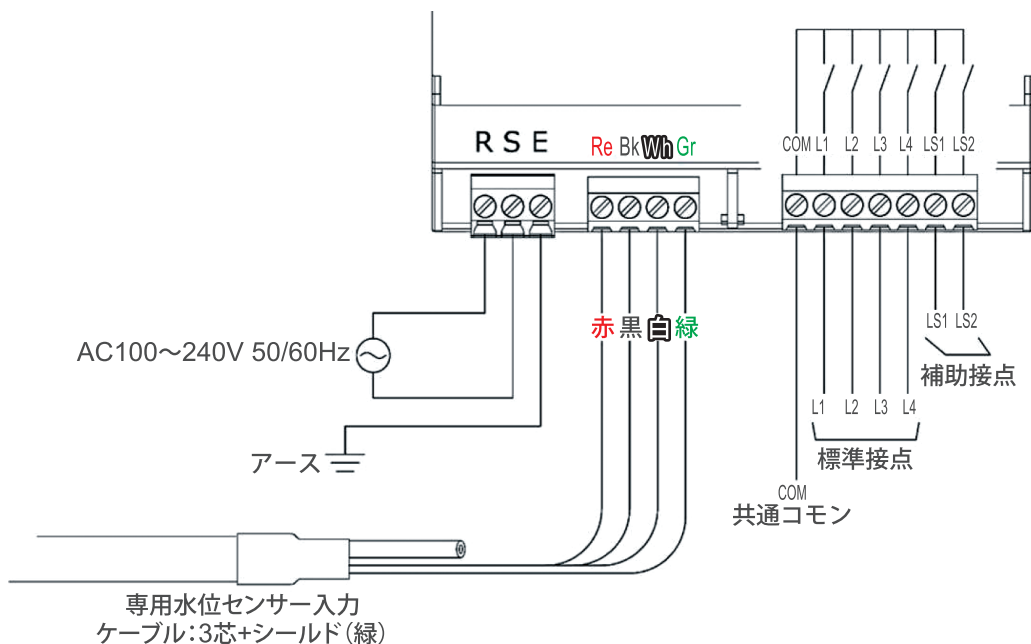 R S E
Re Bk Wh Gr
COM L1 L2 L3 L4 LS1 LS2
赤 黒 白 緑
AC100〜240V 50/60Hz
アース
LS1 LS2
補助接点
L1 L2 L3 L4
標準接点
COM
共通コモン
専用水位センサー入力
ケーブル：3芯+シールド（緑）